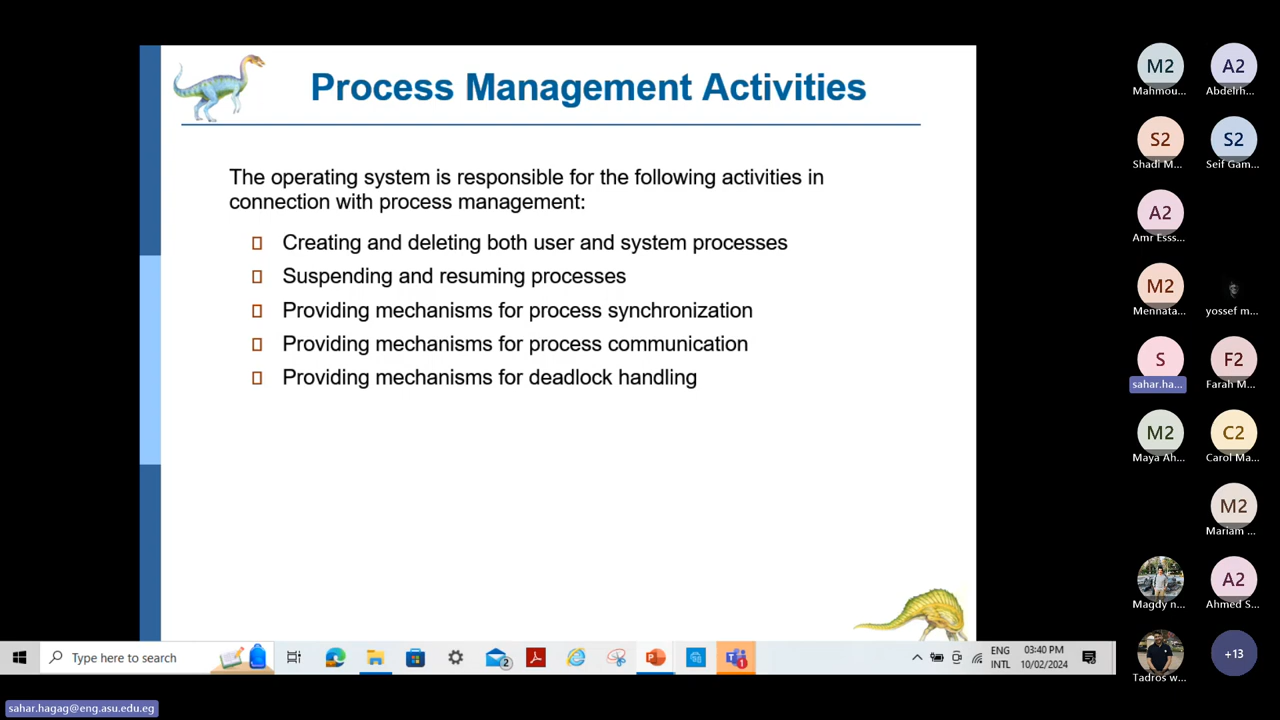 Process Management Activities
The operating system is responsible for the following activities in
connection with process management:
Creating and deleting both user and system processes
Suspending and resuming processes
Providing mechanisms for process synchronization
Providing mechanisms for process communication
Providing mechanisms for deadlock handling
M2
A2
Mahmou...
Abdelrh...
S2
S2
Shadi M...
Seif Gam...
A2
Amr Esss...
M2
Mennata...
yossef m...
S
F2
sahar.ha...
Farah M...
M2
C2
Maya Ah...
Carol Ma...
M2
Mariam ...
A2
Magdy n...
Ahmed S...
+13
Tadros w...
Type here to search
2
1
ENG
INTL
03:40 PM
10/02/2024
sahar.hagag@eng.asu.edu.eg